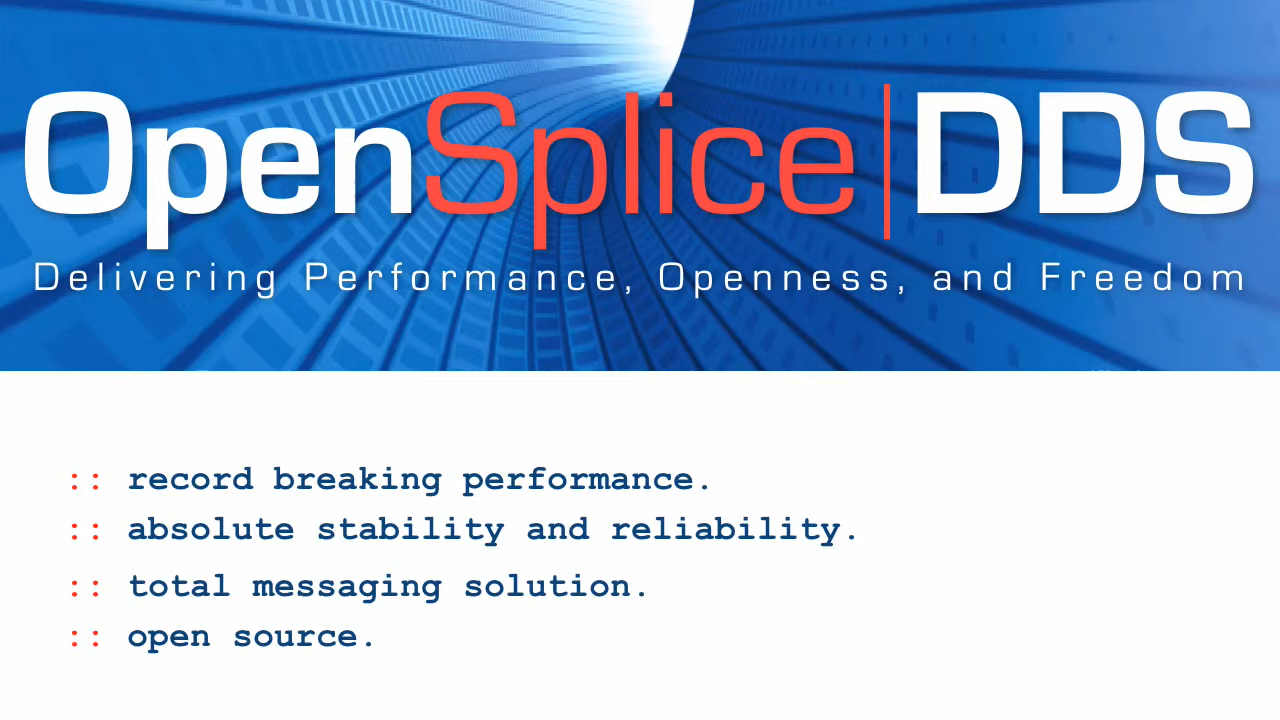 OpenSplice|DDS
Delivering Performance, Openness, and Freedom
:: record breaking performance.
:: absolute stability and reliability.
:: total messaging solution.
:: open source.